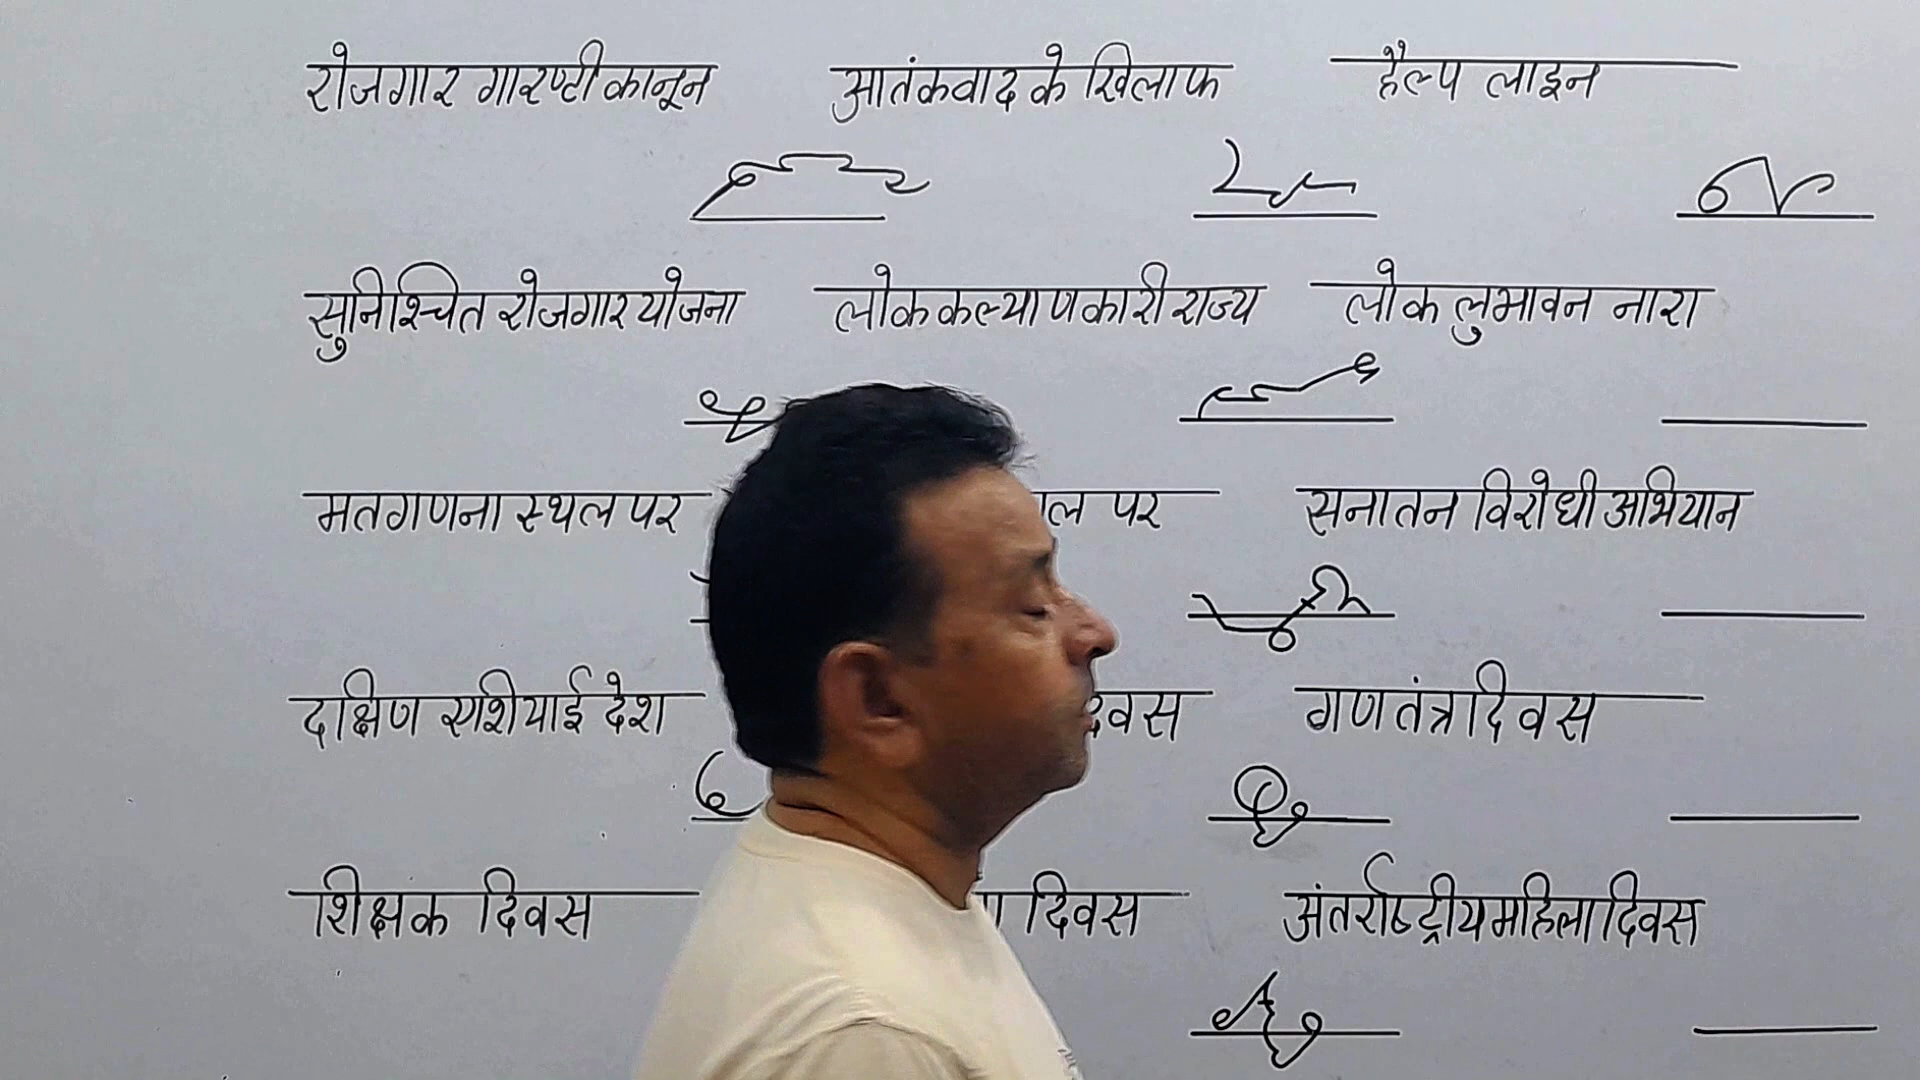 रोजगार गारण्टी कानून आतंकवाद के खिलाफ हैल्प लाइन
सुनिश्चित रोजगार योजना लोक कल्याणकारी राज्य लोक लुभावन नारा
मतगणना स्थल पर पर सनातन विरोधी अभियान
दक्षिण एशियाई देश गणतंत्र दिवस
शिक्षक दिवस दिवस अंतर्राष्ट्रीय महिला दिवस